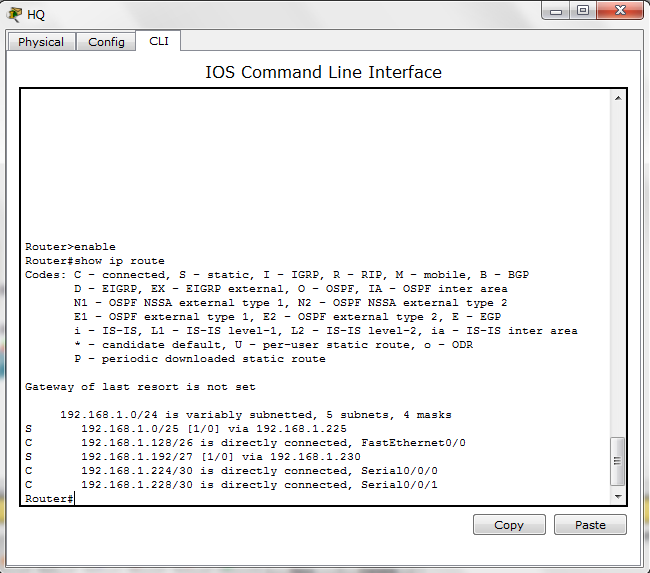 HQ
Physical Config CLI
IOS Command Line Interface
Router>enable
Router#show ip route
Codes: C - connected, S - static, I - IGRP, R - RIP, M - mobile, B - BGP
       D - EIGRP, EX - EIGRP external, O - OSPF, IA - OSPF inter area
       N1 - OSPF NSSA external type 1, N2 - OSPF NSSA external type 2
       E1 - OSPF external type 1, E2 - OSPF external type 2, E - EGP
       i - IS-IS, L1 - IS-IS level-1, L2 - IS-IS level-2, ia - IS-IS inter area
       * - candidate default, U - per-user static route, o - ODR
       P - periodic downloaded static route
Gateway of last resort is not set
     192.168.1.0/24 is variably subnetted, 5 subnets, 4 masks
S       192.168.1.0/25 [1/0] via 192.168.1.225
C       192.168.1.128/26 is directly connected, FastEthernet0/0
S       192.168.1.192/27 [1/0] via 192.168.1.230
C       192.168.1.224/30 is directly connected, Serial0/0/0
C       192.168.1.228/30 is directly connected, Serial0/0/1
Router#
Copy Paste